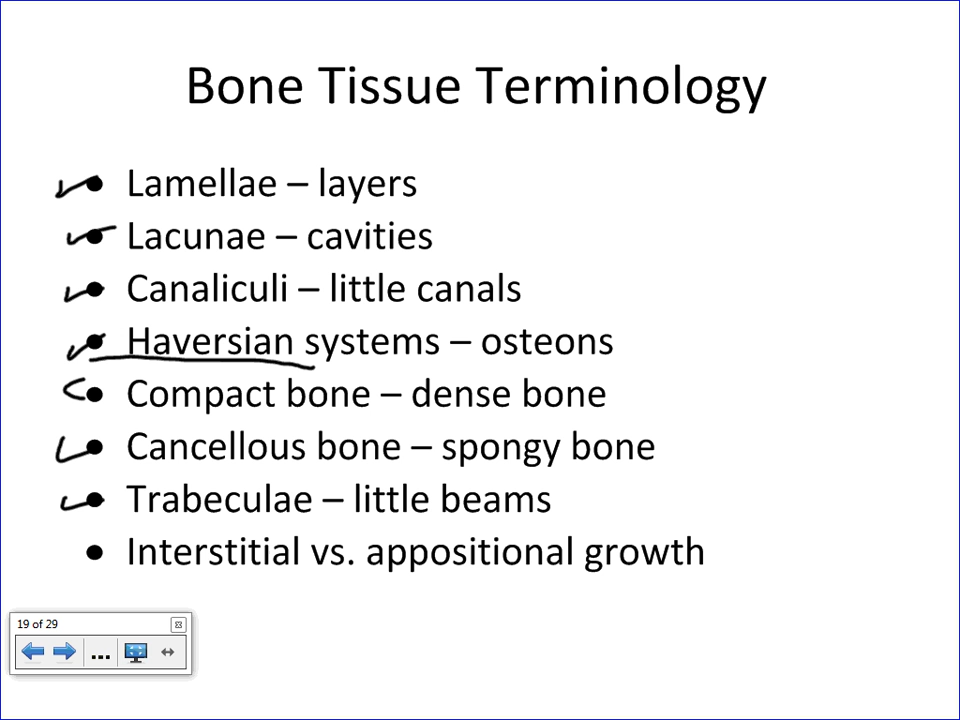 Bone Tissue Terminology
• Lamellae – layers
• Lacunae – cavities
• Canaliculi – little canals
• Haversian systems – osteons
• Compact bone – dense bone
• Cancellous bone – spongy bone
• Trabeculae – little beams
• Interstitial vs. appositional growth
19 of 29
...